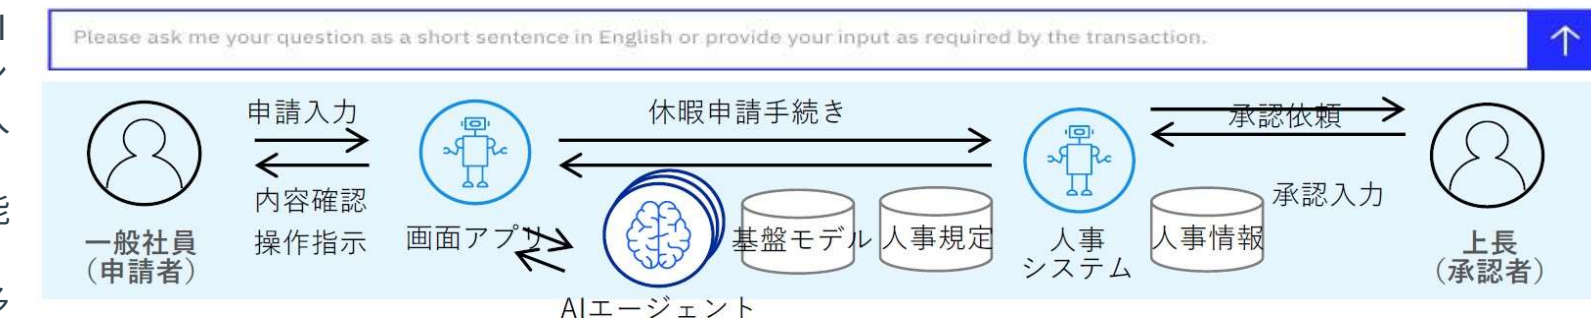 Please ask me your question as a short sentence in English or provide your input as required by the transaction.
申請入力
休暇申請手続き
承認依頼
内容確認
操作指示
承認入力
画面アプリ
基盤モデル
人事規定
人事
システム
人事情報
一般社員
（申請者）
上長
（承認者）
AIエージェント